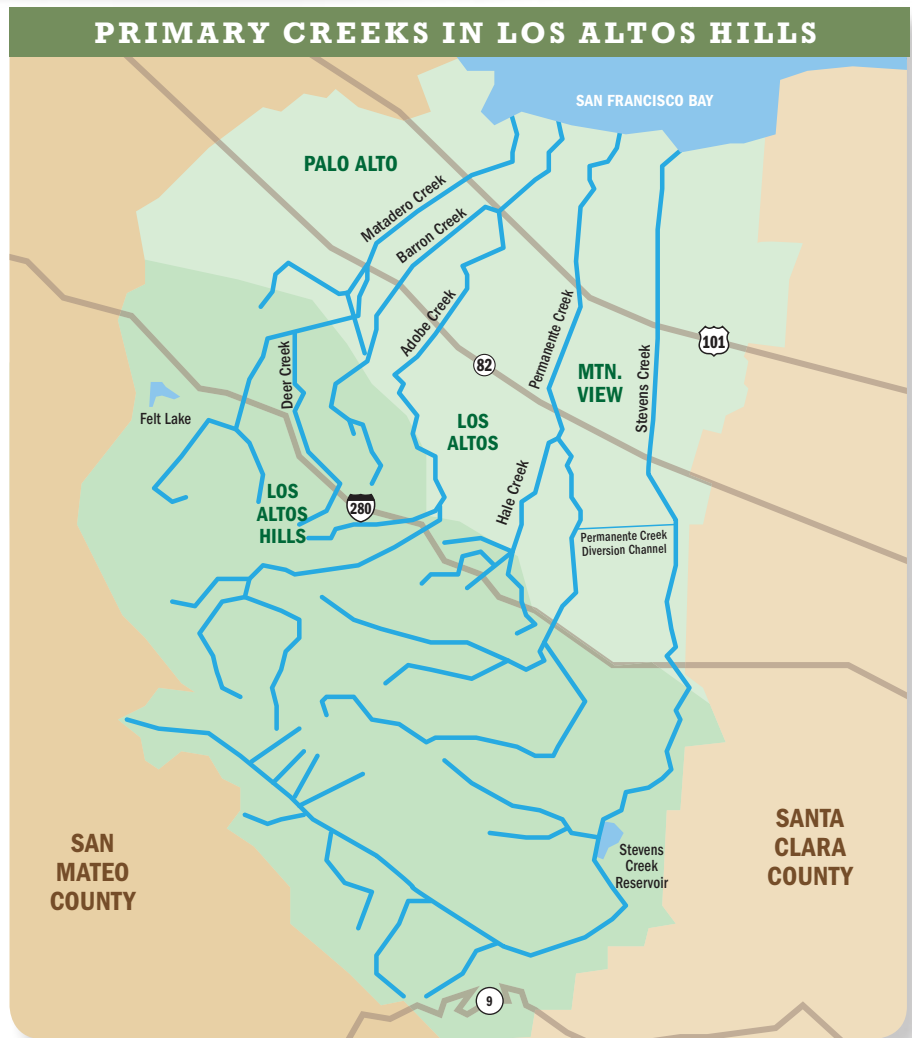 PRIMARY CREEKS IN LOS ALTOS HILLS
SAN FRANCISCO BAY
PALO ALTO
Matadero Creek
Barron Creek
Adobe Creek
Permanente Creek
Stevens Creek
101
82
MTN.
VIEW
Deer Creek
Felt Lake
LOS
ALTOS
Hale Creek
LOS
ALTOS
HILLS
280
Permanente Creek
Diversion Channel
SAN
MATEO
COUNTY
SANTA
CLARA
COUNTY
Stevens
Creek
Reservoir
9